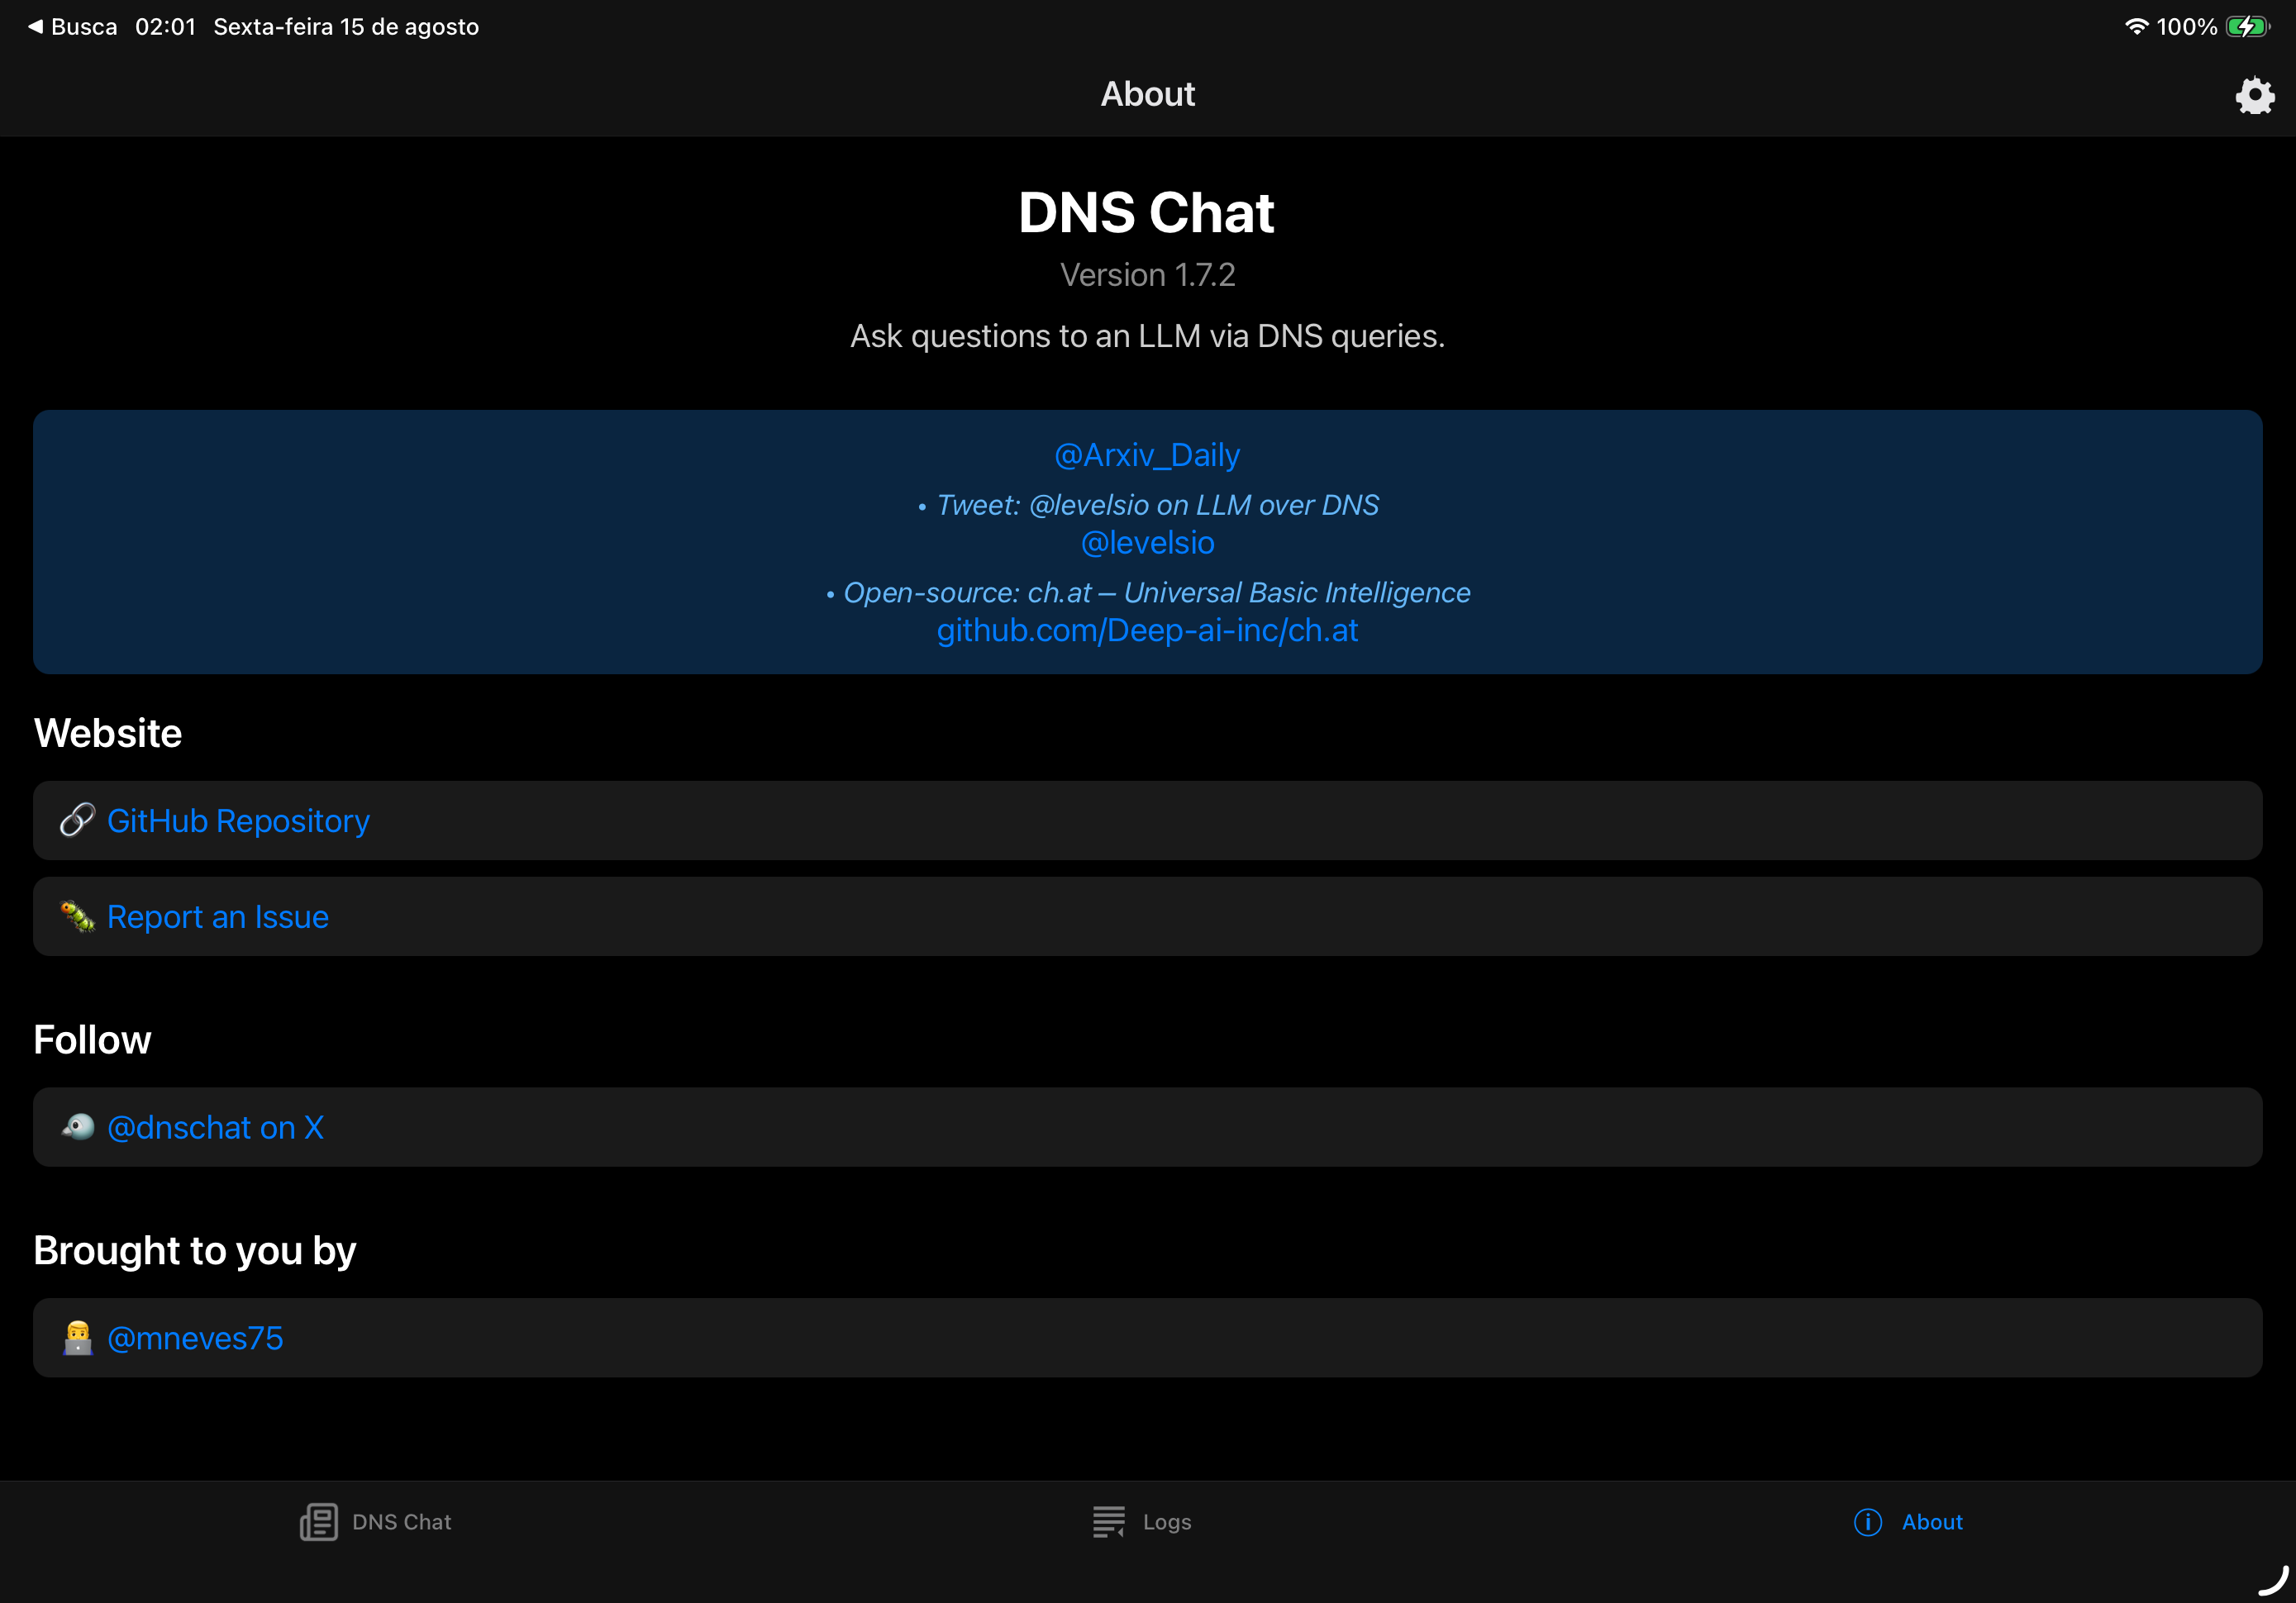 ◀ Busca 02:01 Sexta-feira 15 de agosto 100%
About
DNS Chat
Version 1.7.2
Ask questions to an LLM via DNS queries.
@Arxiv_Daily
• Tweet: @levelsio on LLM over DNS
@levelsio
• Open-source: ch.at — Universal Basic Intelligence
github.com/Deep-ai-inc/ch.at
Website
GitHub Repository
Report an Issue
Follow
@dnschat on X
Brought to you by
@mneves75
DNS Chat Logs About